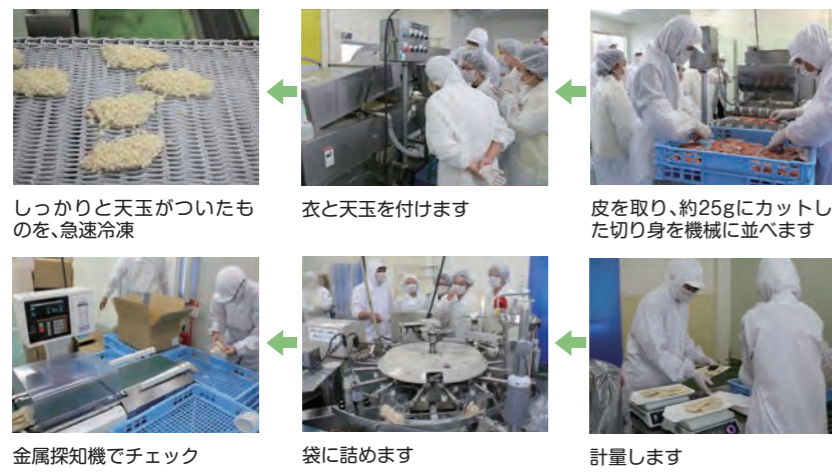 皮を取り、約25gにカットし
た切り身を機械に並べます
衣と天玉を付けます
しっかりと天玉がついたも
のを、急速冷凍
計量します
袋に詰めます
金属探知機でチェック